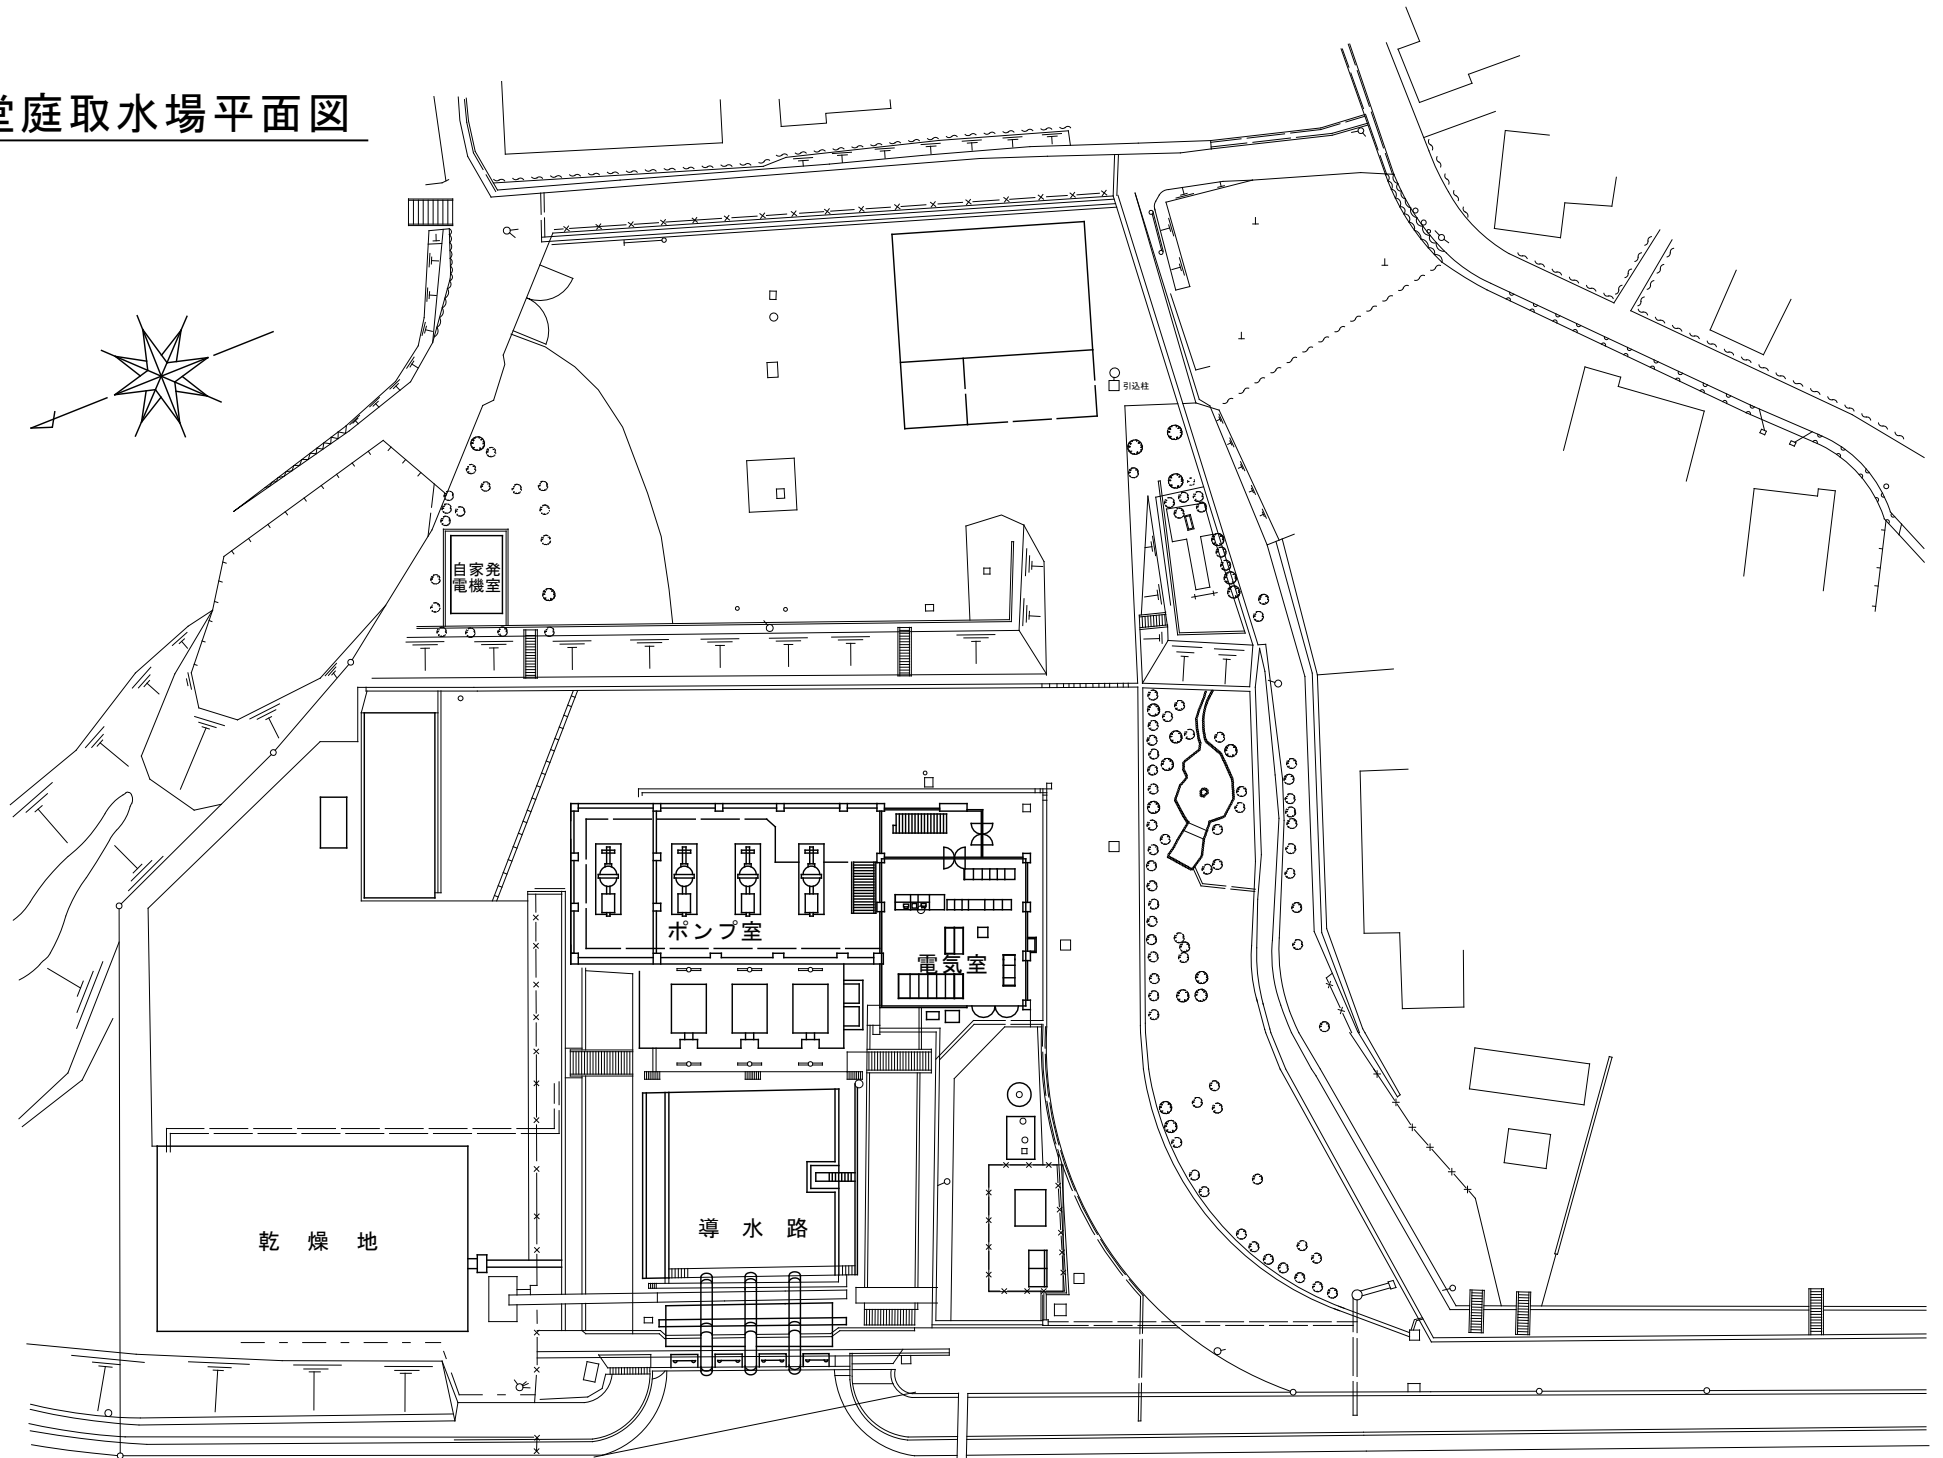 堂庭取水場平面図
引込柱
自家発
電機室
ポンプ室
電気室
導水路
乾燥地